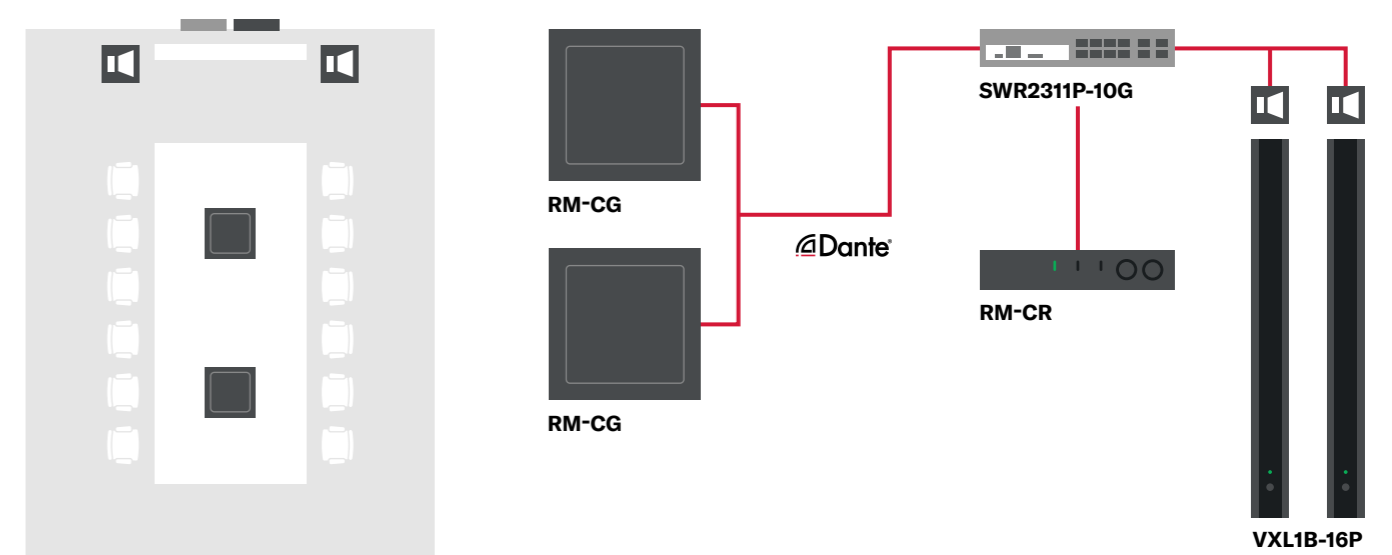 SWR2311P-10G
RM-CG
Dante®
RM-CR
RM-CG
VXL1B-16P